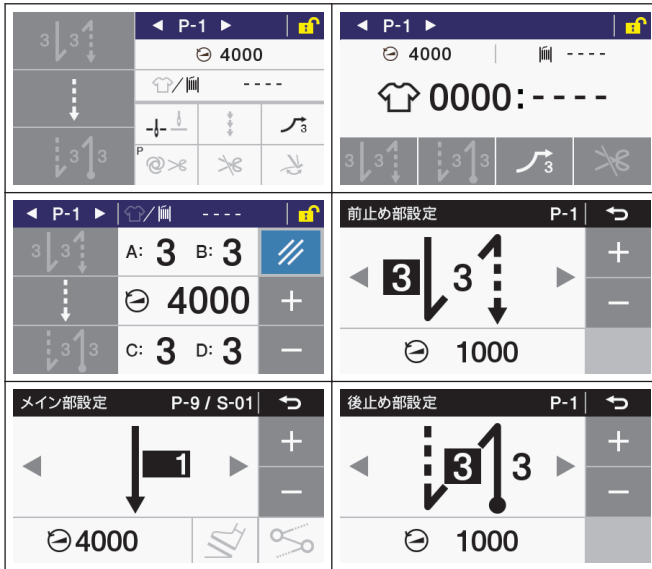 3 3 P-1
4000
----
3
3 3 P
P-1
4000 ----
0000:----
3 3 3 3 3
P-1 ----
3 3 A: 3 B: 3
4000
3 3 C: 3 D: 3
前止め部設定 P-1
3 3
1000
メイン部設定 P-9 / S-01
1
4000
後止め部設定 P-1
3 3
1000